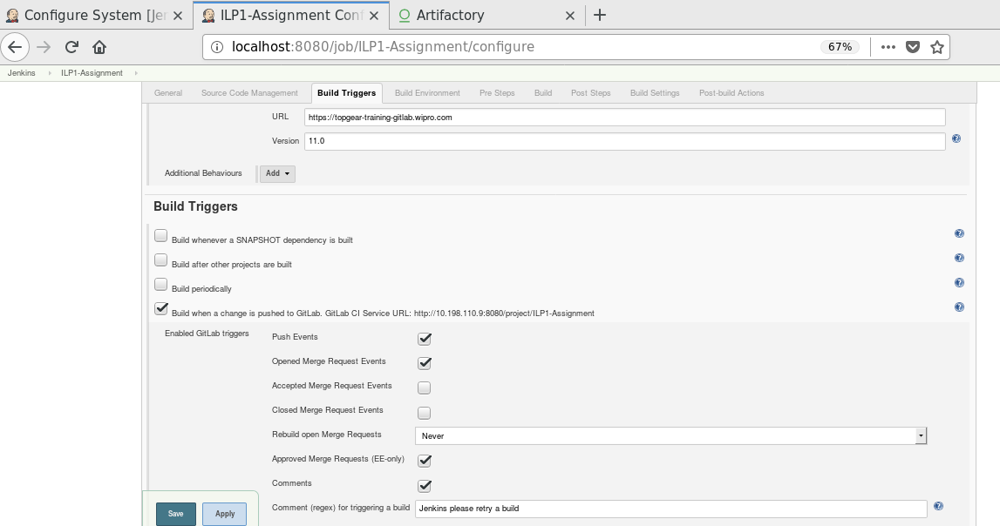 Configure System [Jer
ILP1-Assignment Conf
Artifactory
localhost:8080/job/ILP1-Assignment/configure
67%
Jenkins
ILP1-Assignment
General
Source Code Management
Build Triggers
Build Environment
Pre Steps
Build
Post Steps
Build Settings
Post-build Actions
URL
https://topgear-training-gitlab.wipro.com
Version
11.0
Additional Behaviours
Add
Build Triggers
Build whenever a SNAPSHOT dependency is built
Build after other projects are built
Build periodically
Build when a change is pushed to GitLab. GitLab CI Service URL: http://10.198.110.9:8080/project/ILP1-Assignment
Enabled GitLab triggers
Push Events
Opened Merge Request Events
Accepted Merge Request Events
Closed Merge Request Events
Rebuild open Merge Requests
Never
Approved Merge Requests (EE-only)
Comments
Comment (regex) for triggering a build
Jenkins please retry a build
Save
Apply